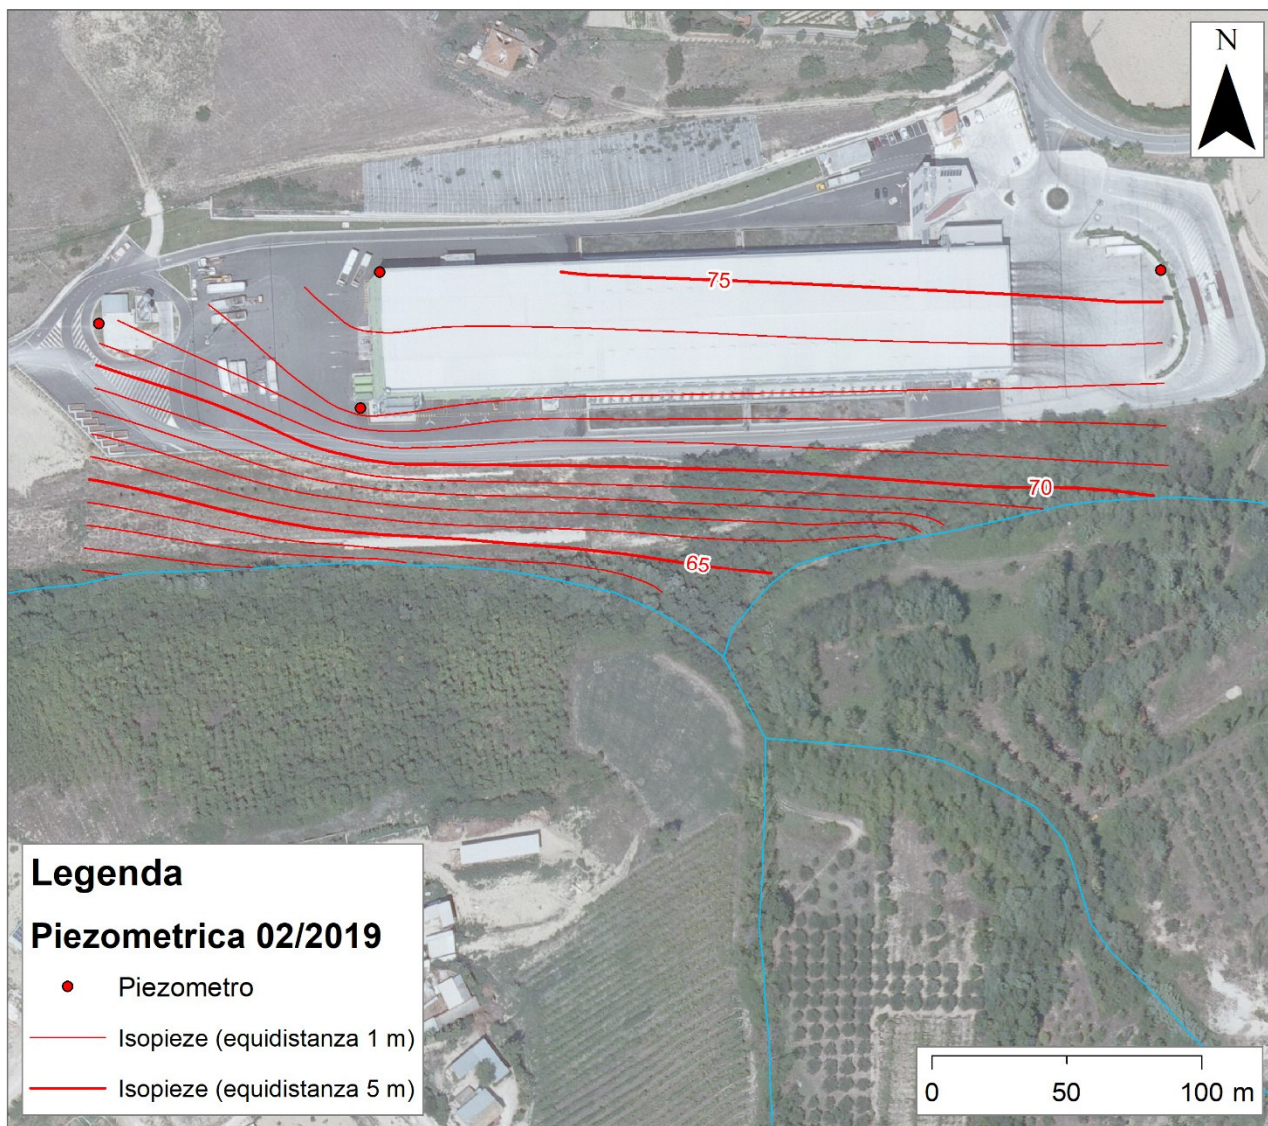 N
75
70
65
Legenda
Piezometrica 02/2019
Piezometro
Isopieze (equidistanza 1 m)
Isopieze (equidistanza 5 m)
0 50 100 m